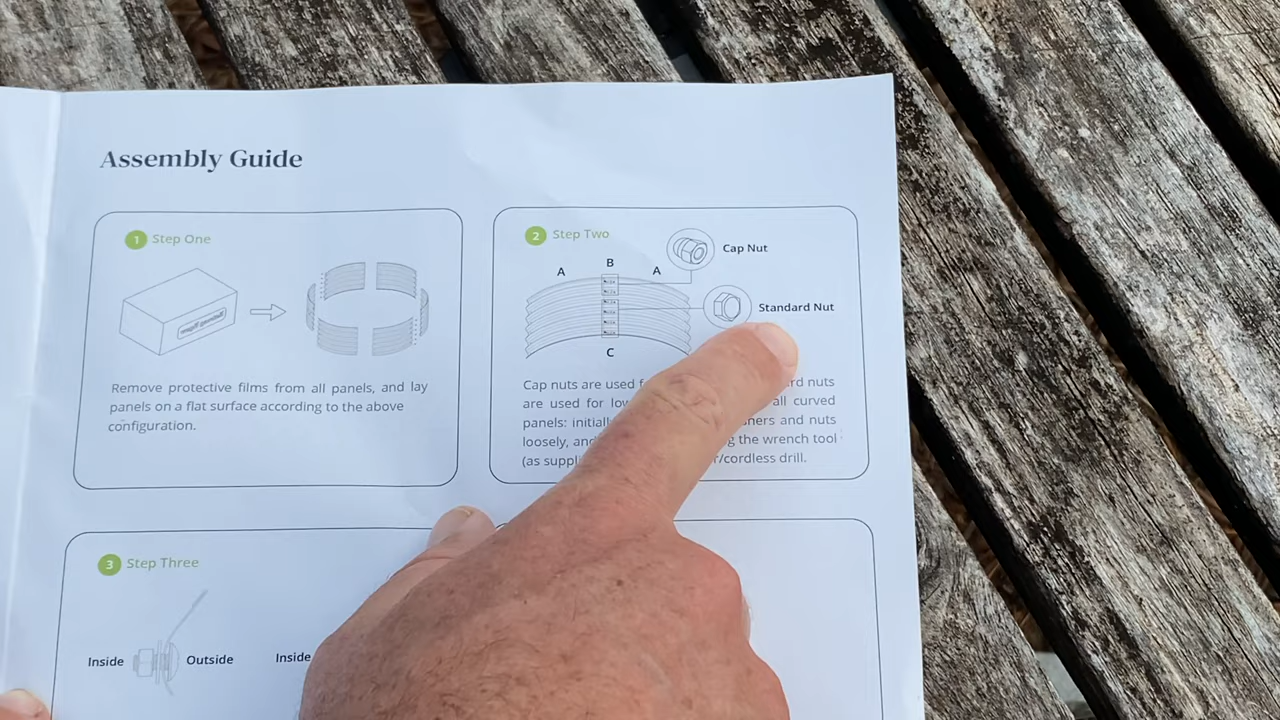 Assembly Guide
1 Step One
Remove protective films from all panels, and lay
panels on a flat surface according to the above
configuration.
2 Step Two
Cap Nut
A B A
Standard Nut
C
Cap nuts are used nuts
are used for all curved
panels: and nuts
loosely, the wrench tool
(as /cordless drill.
3 Step Three
Inside Outside Inside